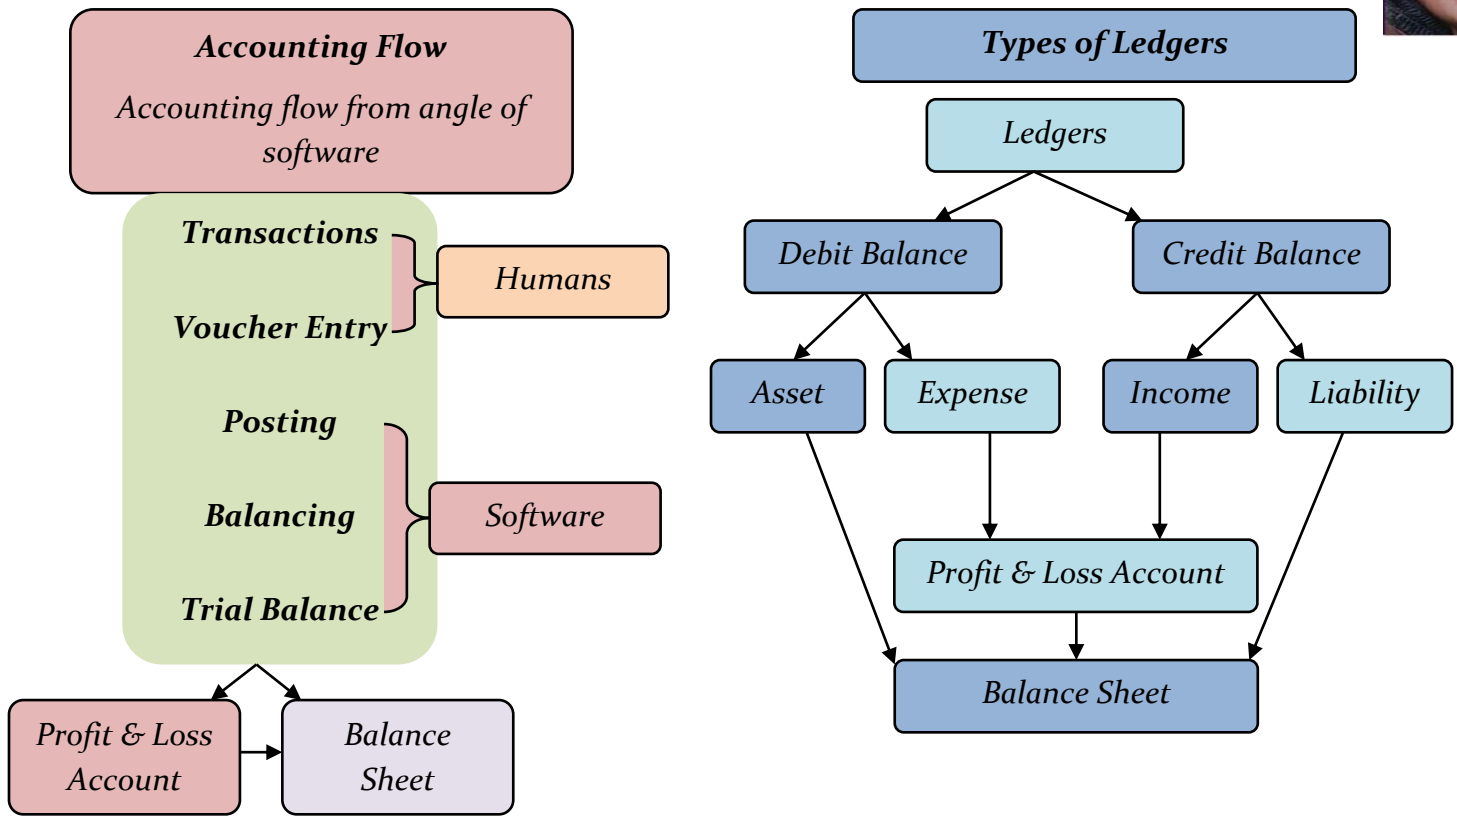 Accounting Flow
Accounting flow from angle of
software
Transactions
Humans
Voucher Entry
Posting
Balancing
Software
Trial Balance
Profit & Loss
Account
Balance
Sheet
Types of Ledgers
Ledgers
Debit Balance
Credit Balance
Asset
Expense
Income
Liability
Profit & Loss Account
Balance Sheet